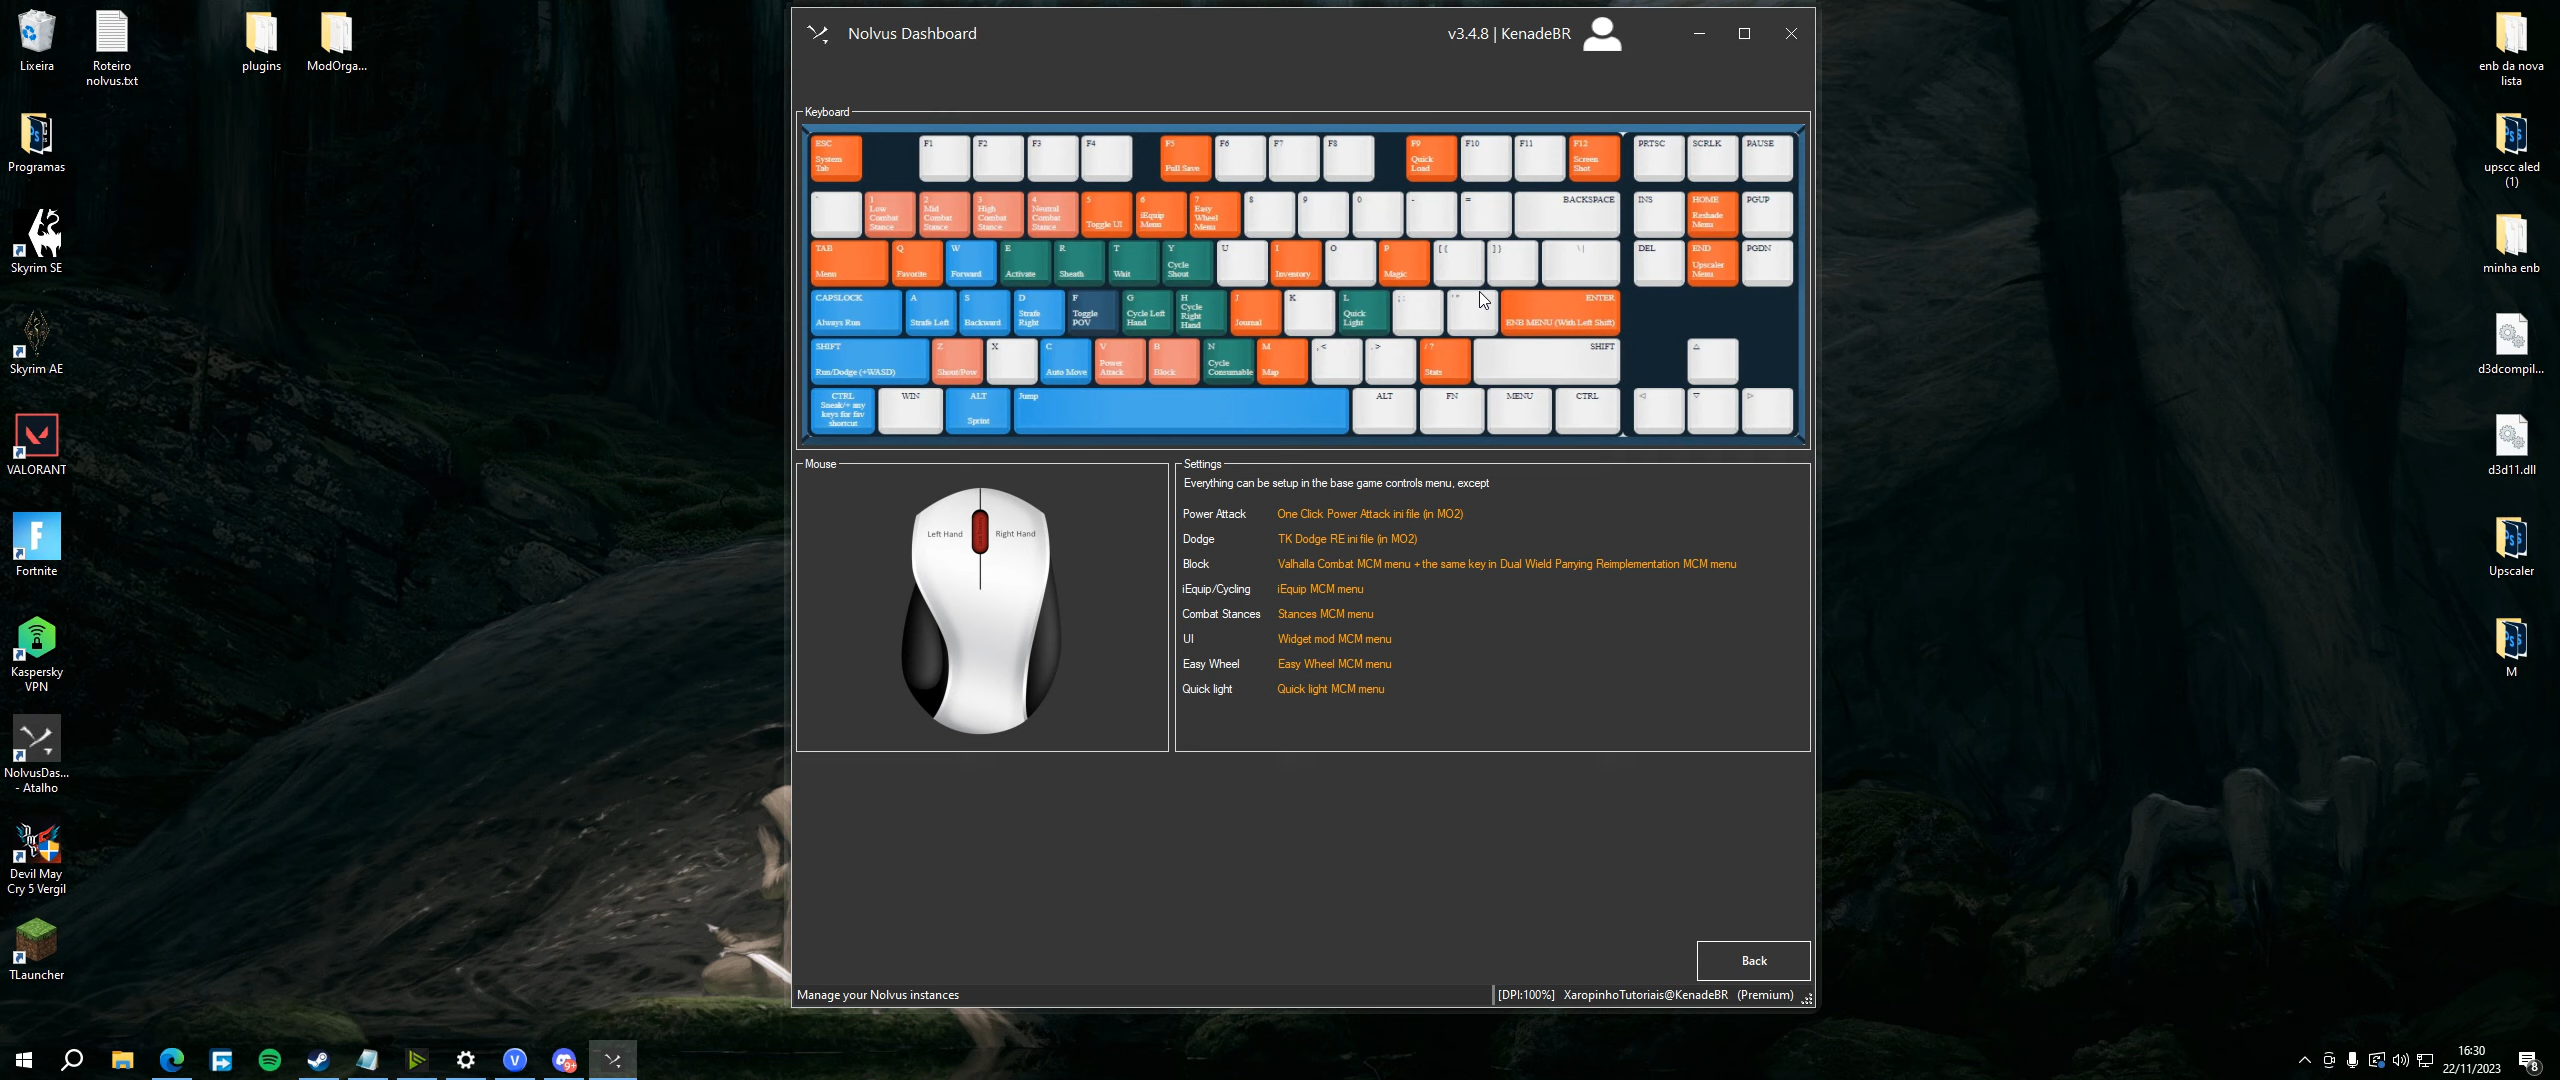 Lixeira
Roteiro
nolvus.txt
plugins
ModOrga...
Programas
Skyrim SE
Skyrim AE
VALORANT
Fortnite
Kaspersky
VPN
NolvusDas...
- Atalho
Devil May
Cry 5 Vergil
TLauncher
Nolvus Dashboard
v3.4.8 | KenadeBR
Keyboard
ESC
System
Tab
F1
F2
F3
F4
F5
Full Save
F6
F7
F8
F9
Quick
Load
F10
F11
F12
Screen
Shot
PRTSC
SCRLK
PAUSE
`
1
Low
Combat
Stance
2
Mid
Combat
Stance
3
High
Combat
Stance
4
Neutral
Combat
Stance
5
Toggle UI
6
iEquip
Menu
7
Easy
Wheel
Menu
8
9
0
-
=
BACKSPACE
INS
HOME
Reshade
Menu
PGUP
TAB
Menu
Q
Favorite
W
Forward
E
Activate
R
Sheath
T
Wait
Y
Cycle
Shout
U
I
Inventory
O
P
Magic
[ {
] }
\ |
DEL
END
Upscaler
Menu
PGDN
CAPSLOCK
Always Run
A
Strafe Left
S
Backward
D
Strafe
Right
F
Toggle
POV
G
Cycle Left
Hand
H
Cycle
Right
Hand
J
Journal
K
L
Quick
Light
; :
' "
ENTER
ENB MENU (With Left Shift)
SHIFT
Run/Dodge (+WASD)
Z
Shout/Pow
X
C
Auto Move
V
Power
Attack
B
Block
N
Cycle
Consumable
M
Map
, <
. >
/ ?
Stats
SHIFT
CTRL
Sneak/+ any
keys for fav
shortcut
WIN
ALT
Sprint
Jump
ALT
FN
MENU
CTRL
Mouse
Left Hand
Right Hand
Settings
Everything can be setup in the base game controls menu, except
Power Attack One Click Power Attack ini file (in MO2)
Dodge TK Dodge RE ini file (in MO2)
Block Valhalla Combat MCM menu + the same key in Dual Wield Parrying Reimplementation MCM menu
iEquip/Cycling iEquip MCM menu
Combat Stances Stances MCM menu
UI Widget mod MCM menu
Easy Wheel Easy Wheel MCM menu
Quick light Quick light MCM menu
Back
Manage your Nolvus instances
[DPI:100%] XaropinhoTutoriais@KenadeBR (Premium)
enb da nova
lista
upscc aled
(1)
minha enb
d3dcompil...
d3d11.dll
Upscaler
M
9+
16:30
22/11/2023
8